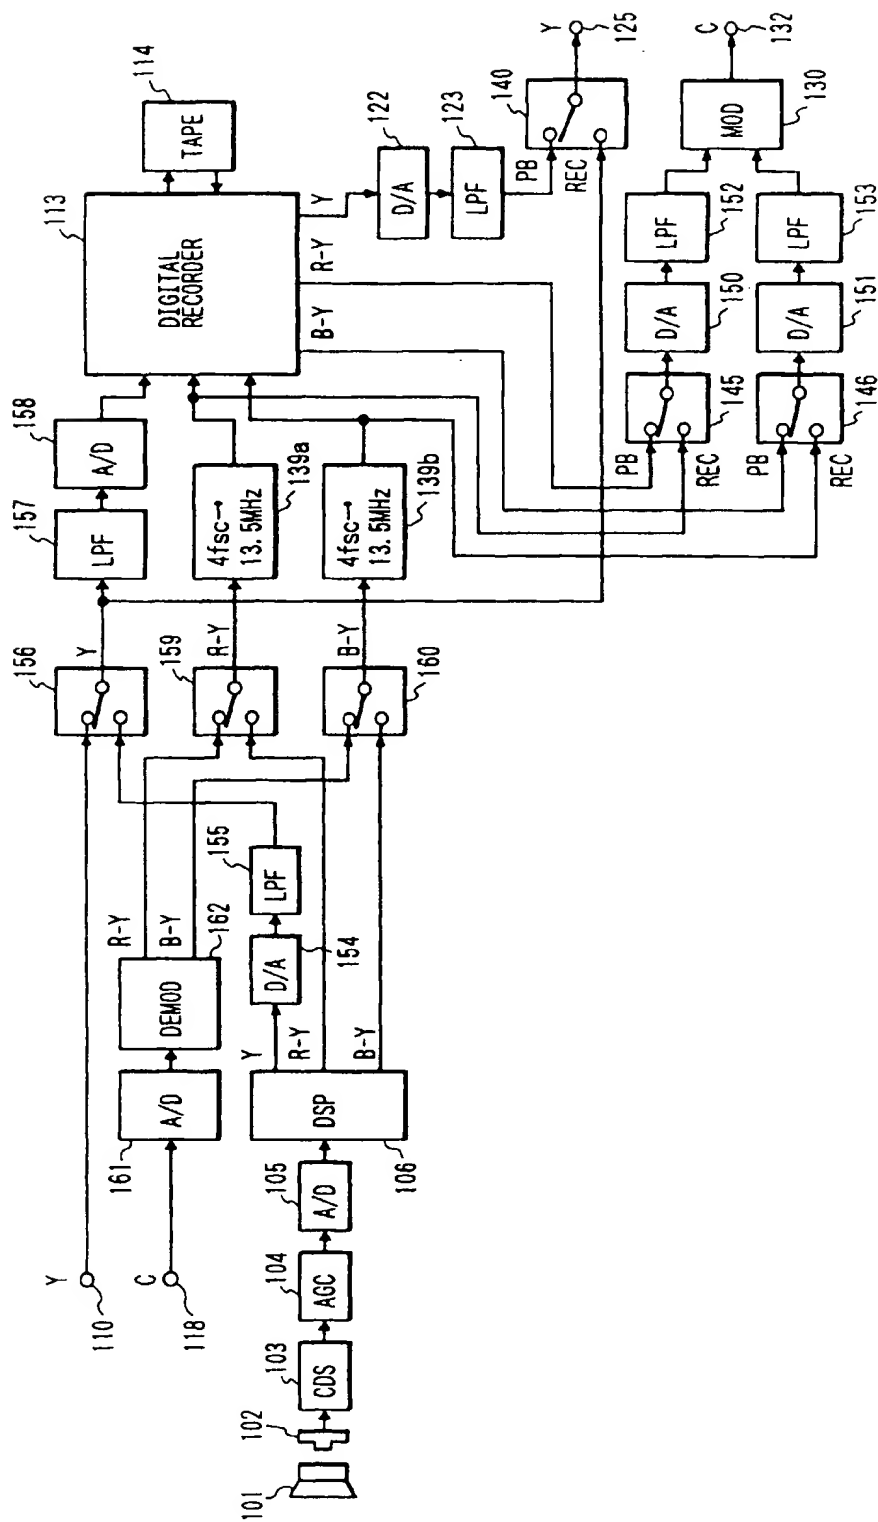 101
102
103
CDS
104
AGC
105
A/D
106
DSP
Y
110
C
118
161
A/D
DEMOD
162
R-Y
B-Y
Y
R-Y
B-Y
D/A
154
155
LPF
156
Y
159
R-Y
160
B-Y
157
LPF
158
A/D
4fsc→
13.5MHz
139a
4fsc→
13.5MHz
139b
113
DIGITAL
RECORDER
114
TAPE
Y
R-Y
B-Y
122
D/A
123
LPF
PB
REC
140
Y
125
PB
REC
145
D/A
150
LPF
152
PB
REC
146
D/A
151
LPF
153
MOD
130
C
132